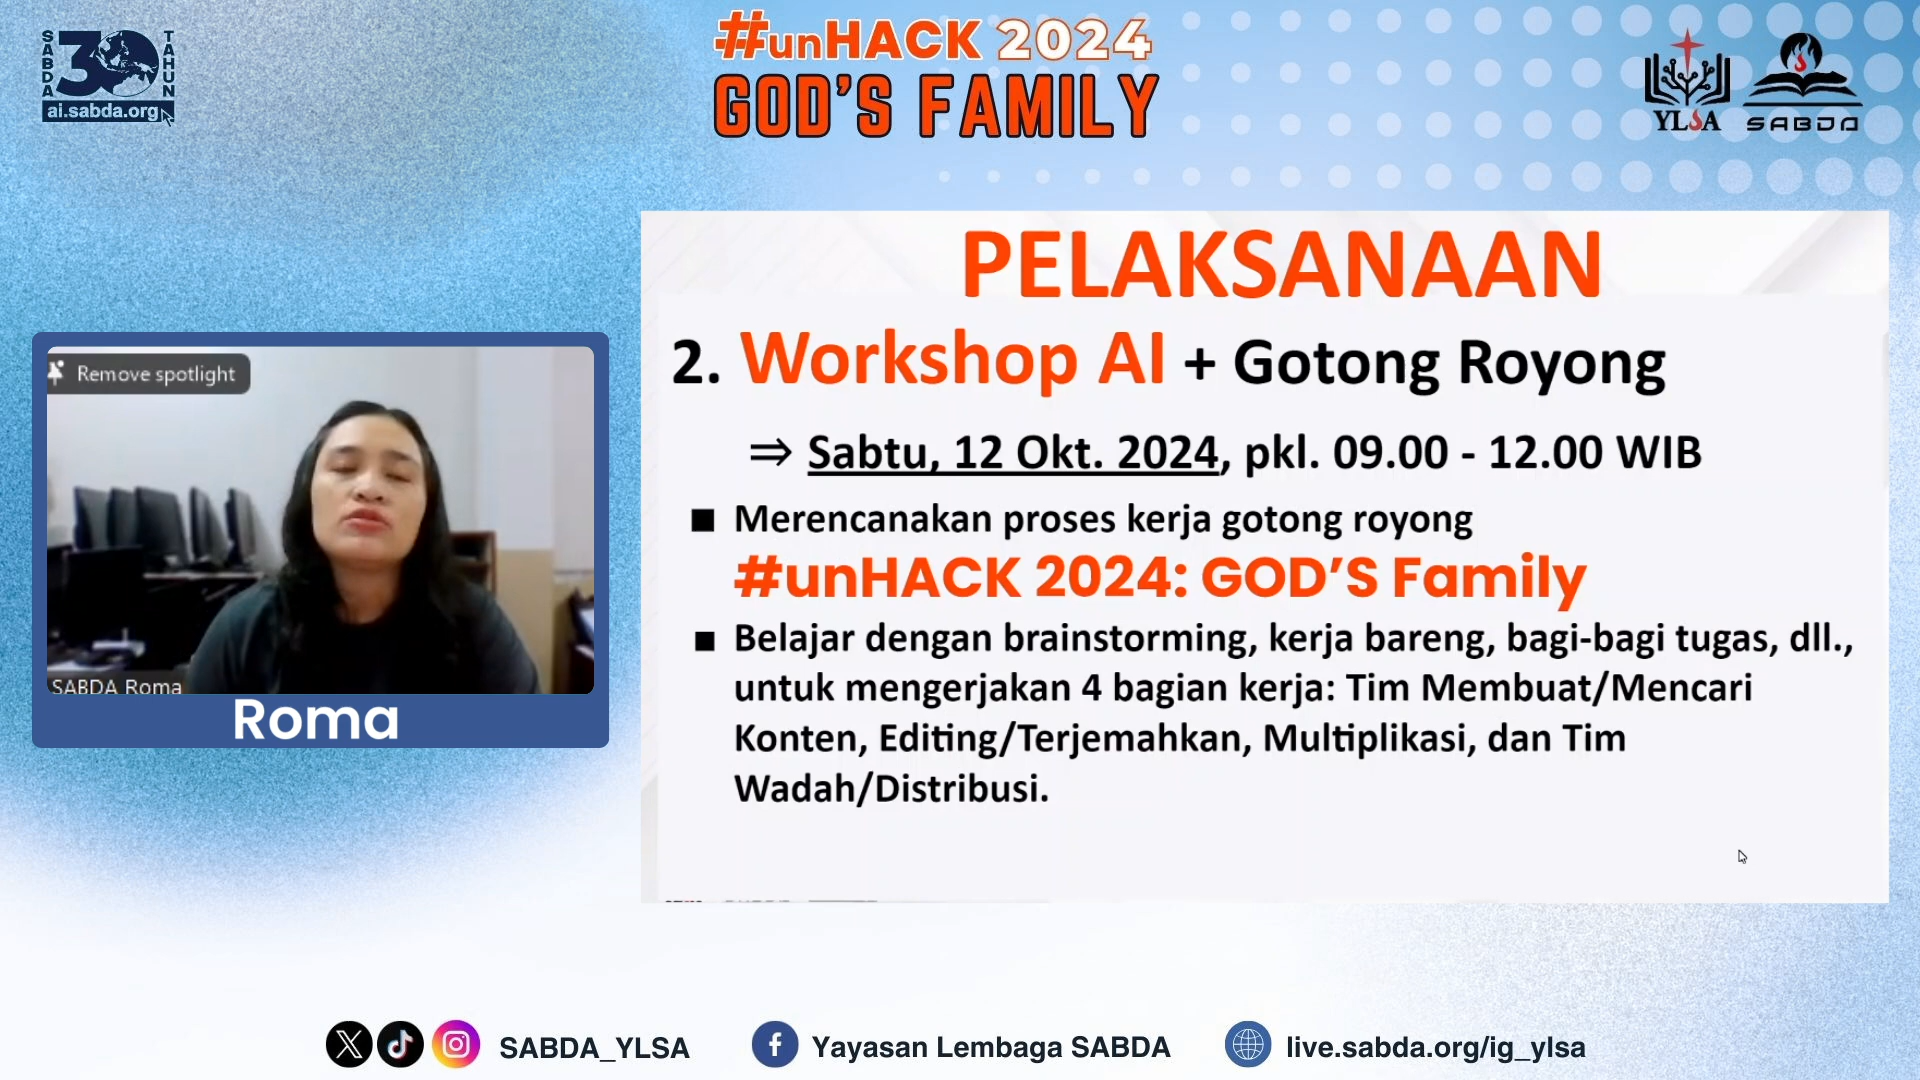 SABDA
30
TAHUN
ai.sabda.org
#unHACK 2024
GOD'S FAMILY
YLSA
SABDA
Remove spotlight
SABDA Roma
Roma
PELAKSANAAN
2. Workshop AI + Gotong Royong
⇒ Sabtu, 12 Okt. 2024, pkl. 09.00 - 12.00 WIB
■ Merencanakan proses kerja gotong royong
#unHACK 2024: GOD'S Family
■ Belajar dengan brainstorming, kerja bareng, bagi-bagi tugas, dll.,
untuk mengerjakan 4 bagian kerja: Tim Membuat/Mencari
Konten, Editing/Terjemahkan, Multiplikasi, dan Tim
Wadah/Distribusi.
SABDA_YLSA
Yayasan Lembaga SABDA
live.sabda.org/ig_ylsa